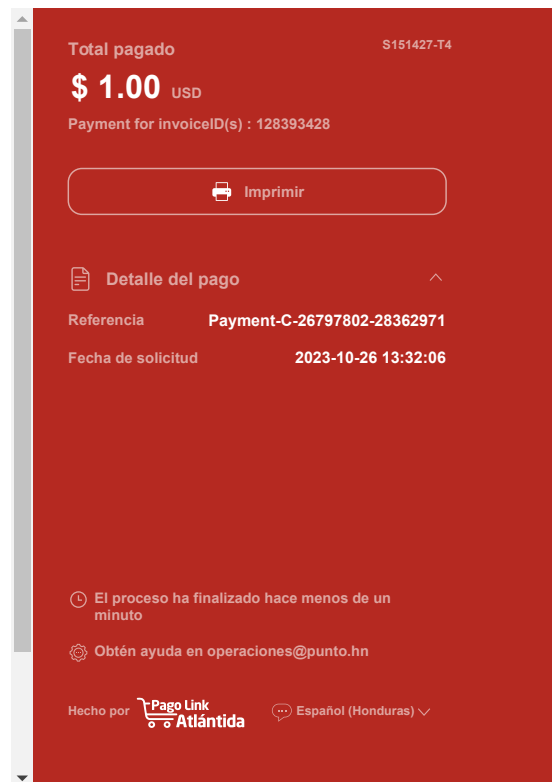 Total pagado
S151427-T4
$ 1.00 USD
Payment for invoiceID(s) : 128393428
Imprimir
Detalle del pago
Referencia Payment-C-26797802-28362971
Fecha de solicitud 2023-10-26 13:32:06
El proceso ha finalizado hace menos de un
minuto
Obtén ayuda en operaciones@punto.hn
Hecho por Pago Link
Atlántida
Español (Honduras)